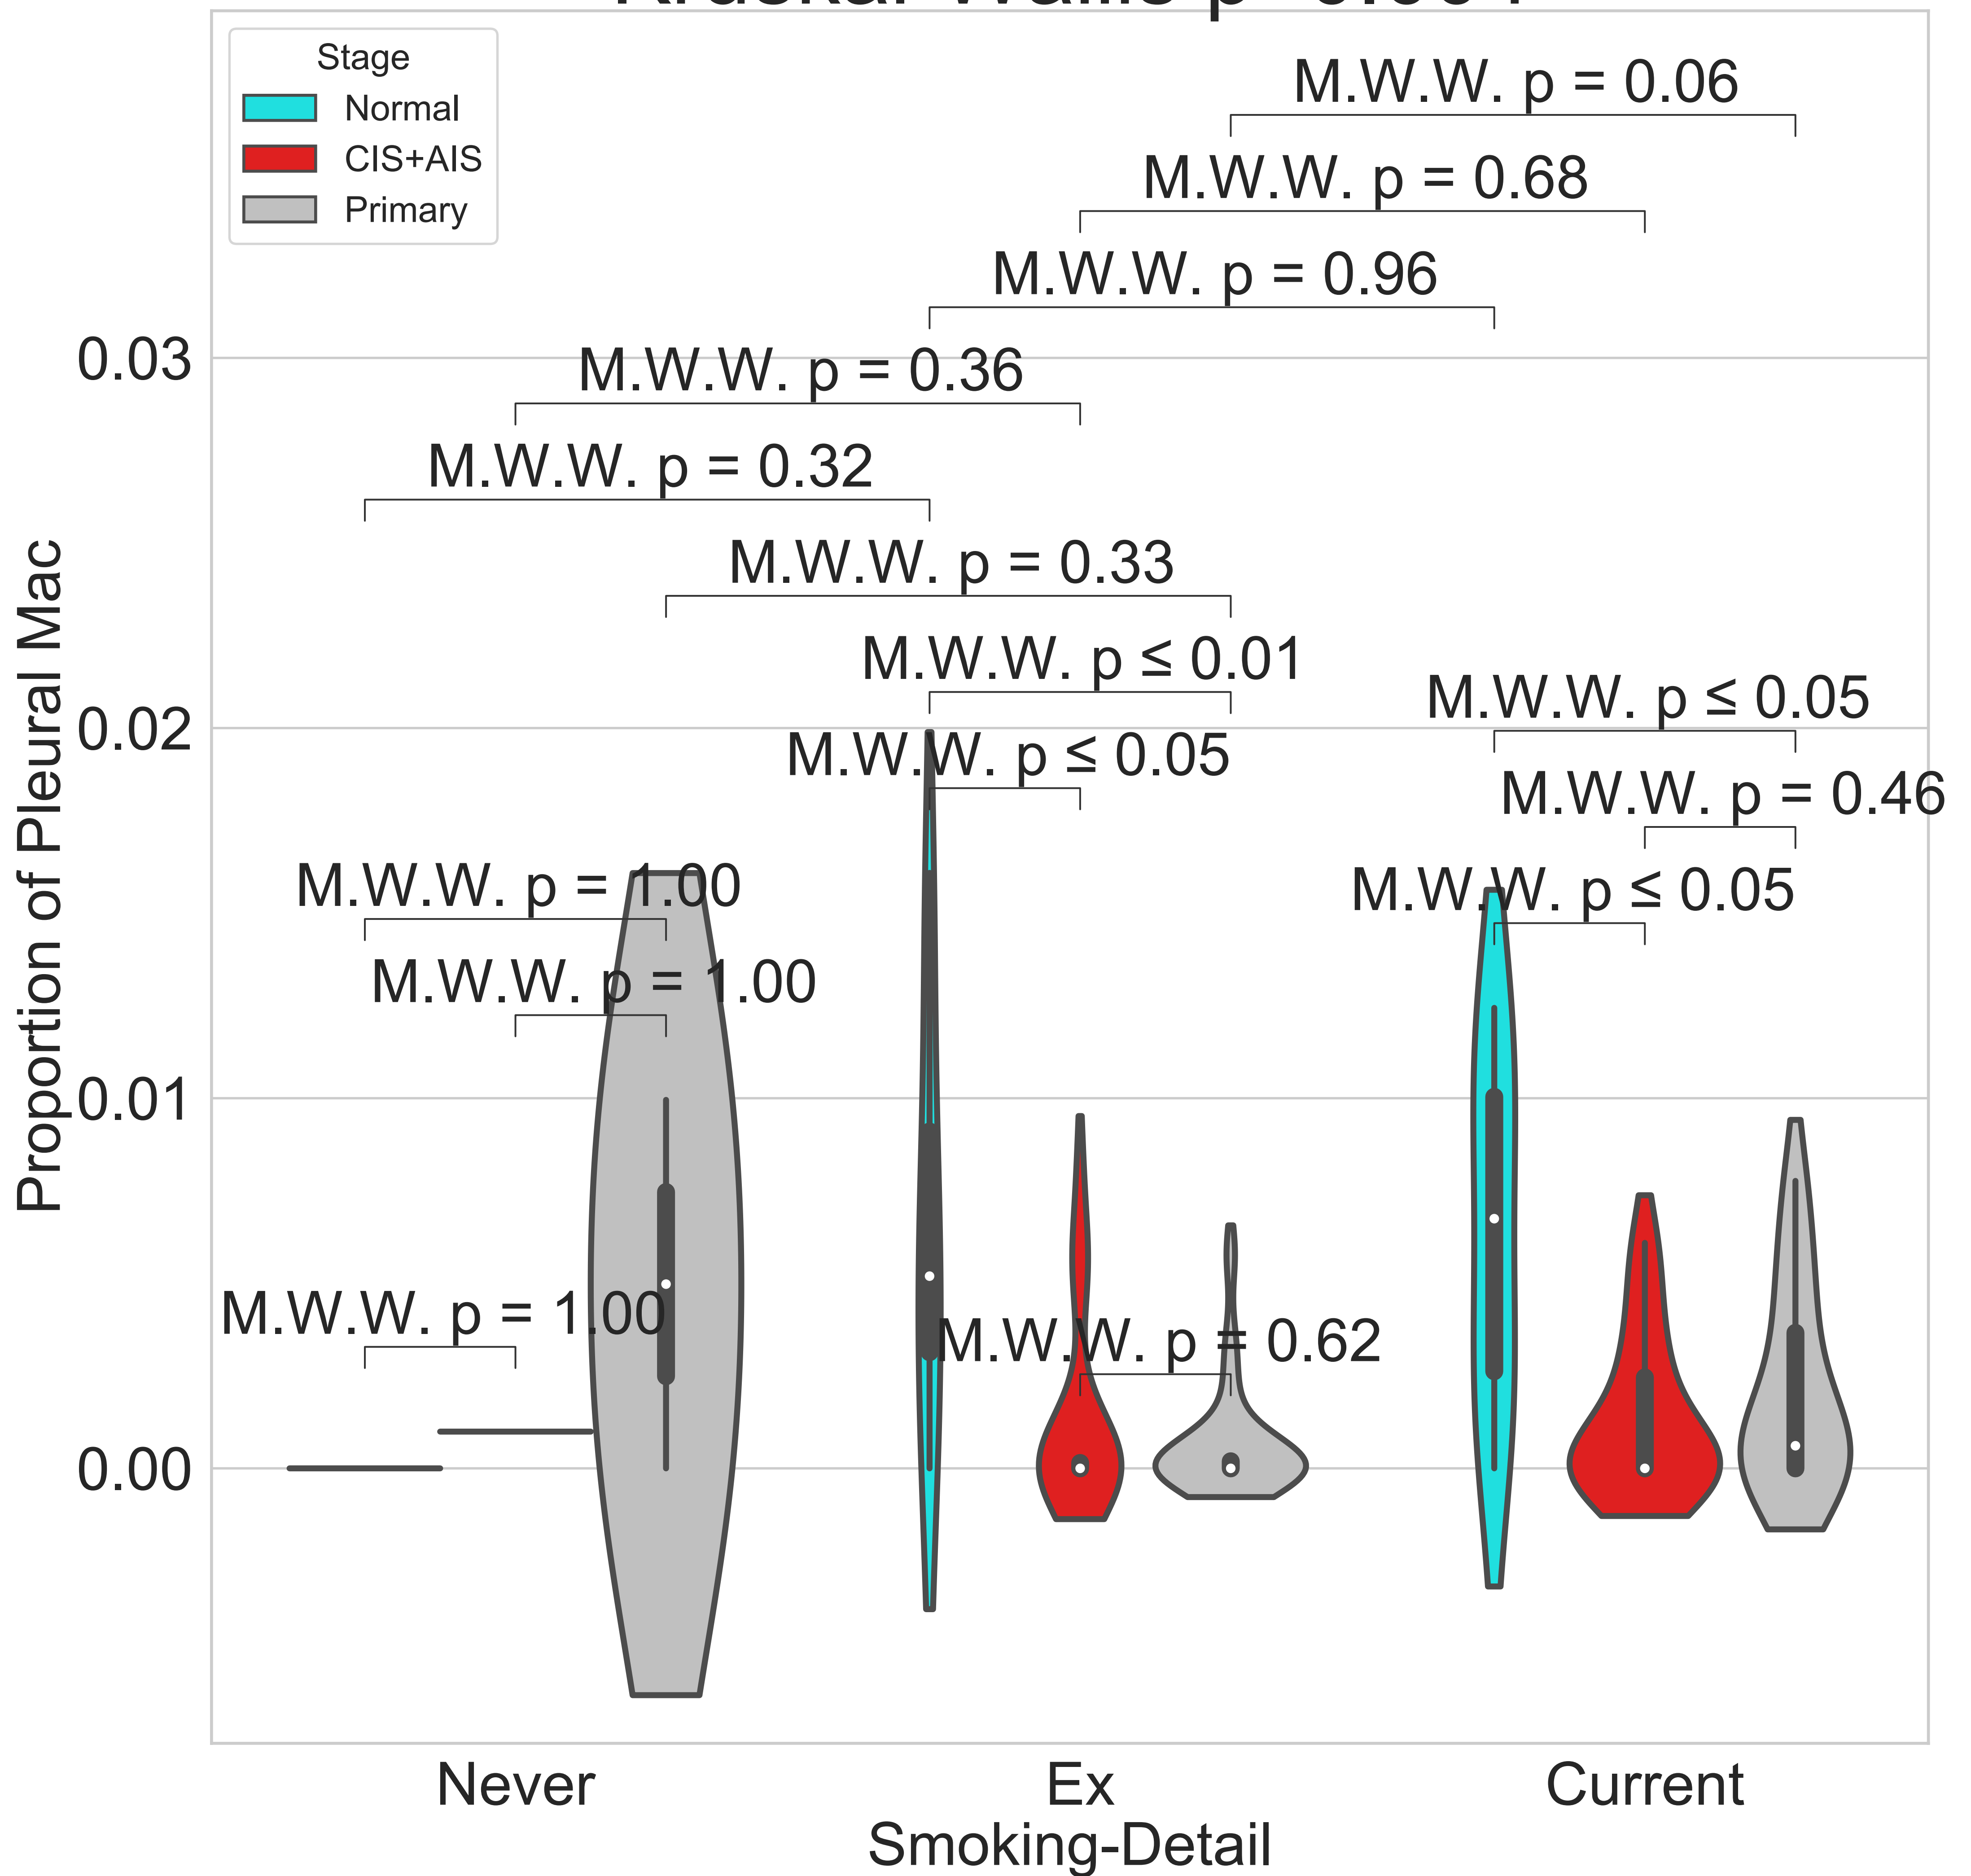 Stage
Normal
CIS+AIS
Primary
M.W.W. p = 0.06
M.W.W. p = 0.68
M.W.W. p = 0.96
M.W.W. p = 0.36
M.W.W. p = 0.32
M.W.W. p = 0.33
M.W.W. p ≤ 0.01
M.W.W. p ≤ 0.05
M.W.W. p ≤ 0.05
M.W.W. p = 0.46
M.W.W. p ≤ 0.05
M.W.W. p = 1.00
M.W.W. p = 1.00
M.W.W. p = 1.00
M.W.W. p = 0.62
Proportion of Pleural Mac
0.03
0.02
0.01
0.00
Never
Ex
Current
Smoking-Detail